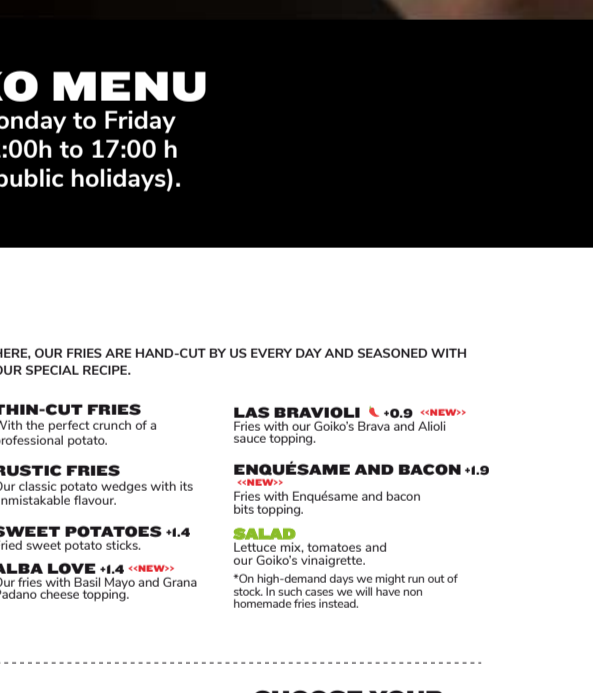 KO MENU
onday to Friday
:00h to 17:00 h
public holidays).
HERE, OUR FRIES ARE HAND-CUT BY US EVERY DAY AND SEASONED WITH
OUR SPECIAL RECIPE.
THIN-CUT FRIES
With the perfect crunch of a
professional potato.
RUSTIC FRIES
Our classic potato wedges with its
unmistakable flavour.
SWEET POTATOES +1.4
Fried sweet potato sticks.
ALBA LOVE +1.4 <<NEW>>
Our fries with Basil Mayo and Grana
Padano cheese topping.
LAS BRAVIOLI +0.9 <<NEW>>
Fries with our Goiko's Brava and Alioli
sauce topping.
ENQUÉSAME AND BACON +1.9
<<NEW>>
Fries with Enquésame and bacon
bits topping.
SALAD
Lettuce mix, tomatoes and
our Goiko's vinaigrette.
*On high-demand days we might run out of
stock. In such cases we will have non
homemade fries instead.
CHOOSE YOUR